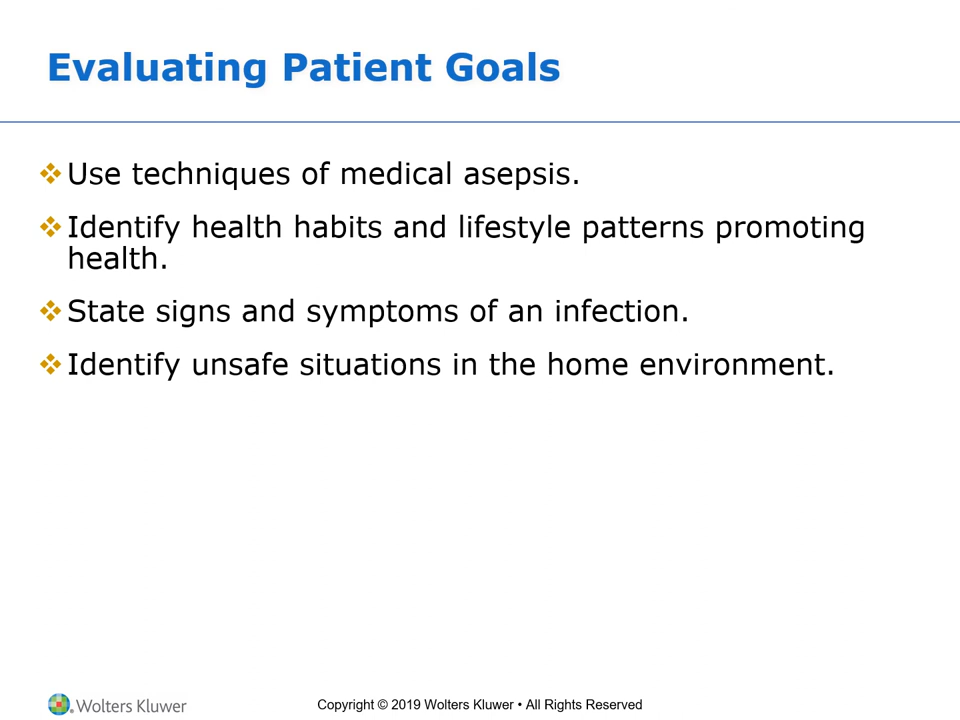 Evaluating Patient Goals
❖Use techniques of medical asepsis.
❖Identify health habits and lifestyle patterns promoting
health.
❖State signs and symptoms of an infection.
❖Identify unsafe situations in the home environment.
Wolters Kluwer
Copyright © 2019 Wolters Kluwer • All Rights Reserved